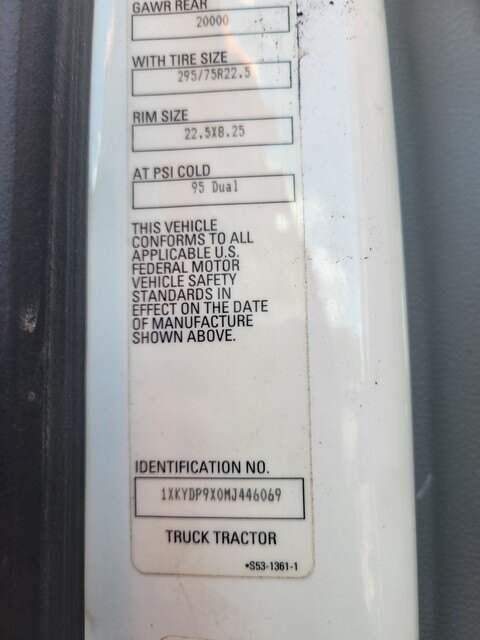 GAWR REAR
20000
WITH TIRE SIZE
295/75R22.5
RIM SIZE
22.5X8.25
AT PSI COLD
95 Dual
THIS VEHICLE
CONFORMS TO ALL
APPLICABLE U.S.
FEDERAL MOTOR
VEHICLE SAFETY
STANDARDS IN
EFFECT ON THE DATE
OF MANUFACTURE
SHOWN ABOVE.
IDENTIFICATION NO.
1XKYDP9X0MJ446069
TRUCK TRACTOR
•S53-1361-1